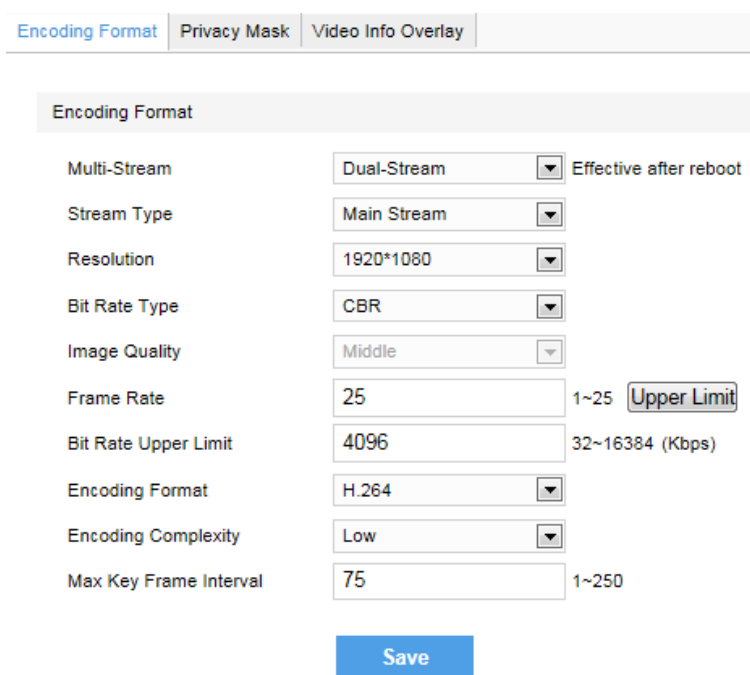 Encoding Format Privacy Mask Video Info Overlay
Encoding Format
Multi-Stream Dual-Stream Effective after reboot
Stream Type Main Stream
Resolution 1920*1080
Bit Rate Type CBR
Image Quality Middle
Frame Rate 25 1~25 Upper Limit
Bit Rate Upper Limit 4096 32~16384 (Kbps)
Encoding Format H.264
Encoding Complexity Low
Max Key Frame Interval 75 1~250
Save